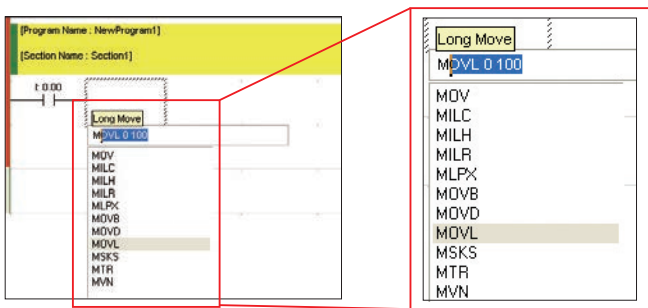 [Program Name : NewProgram1]
[Section Name : Section1]
I: 0.00
Long Move
MOVL 0 100
MOV
MILC
MILH
MILR
MLPX
MOVB
MOVD
MOVL
MSKS
MTR
MVN
Long Move
MOVL 0 100
MOV
MILC
MILH
MILR
MLPX
MOVB
MOVD
MOVL
MSKS
MTR
MVN